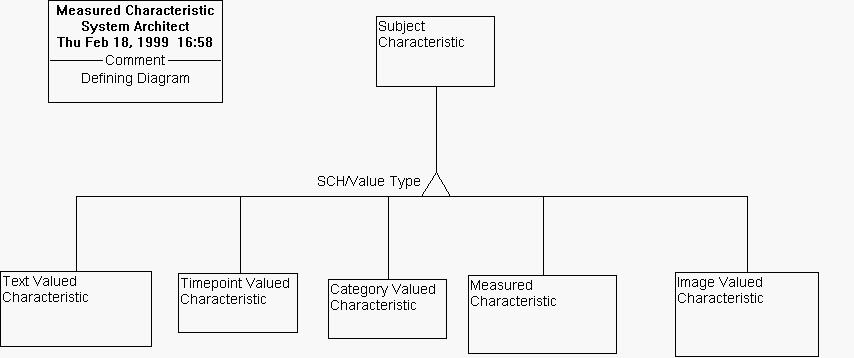 Measured Characteristic
System Architect
Thu Feb 18, 1999 16:58
Comment
Defining Diagram
Subject
Characteristic
SCH/Value Type
Text Valued
Characteristic
Timepoint Valued
Characteristic
Category Valued
Characteristic
Measured
Characteristic
Image Valued
Characteristic